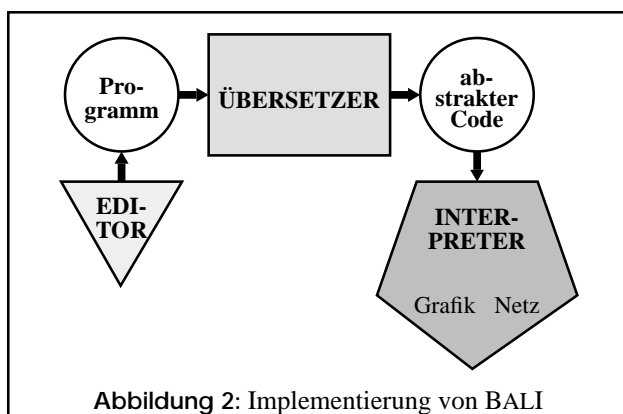 Pro-
gramm
ÜBERSETZER
ab-
strakter
Code
EDI-
TOR
INTER-
PRETER
Grafik Netz
Abbildung 2: Implementierung von BALI